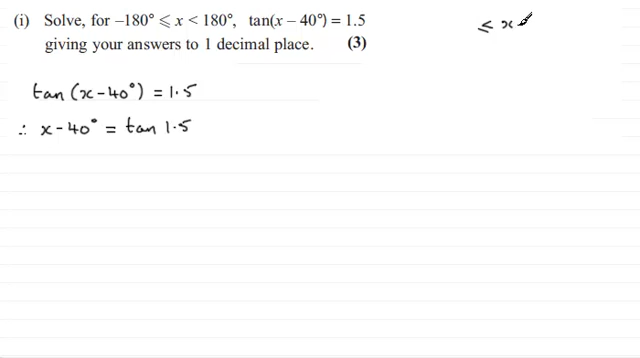 (i) Solve, for −180° ⩽ x < 180°, tan(x − 40°) = 1.5
giving your answers to 1 decimal place. (3)
⩽ x
tan (x − 40°) = 1.5
∴ x − 40° = tan 1.5